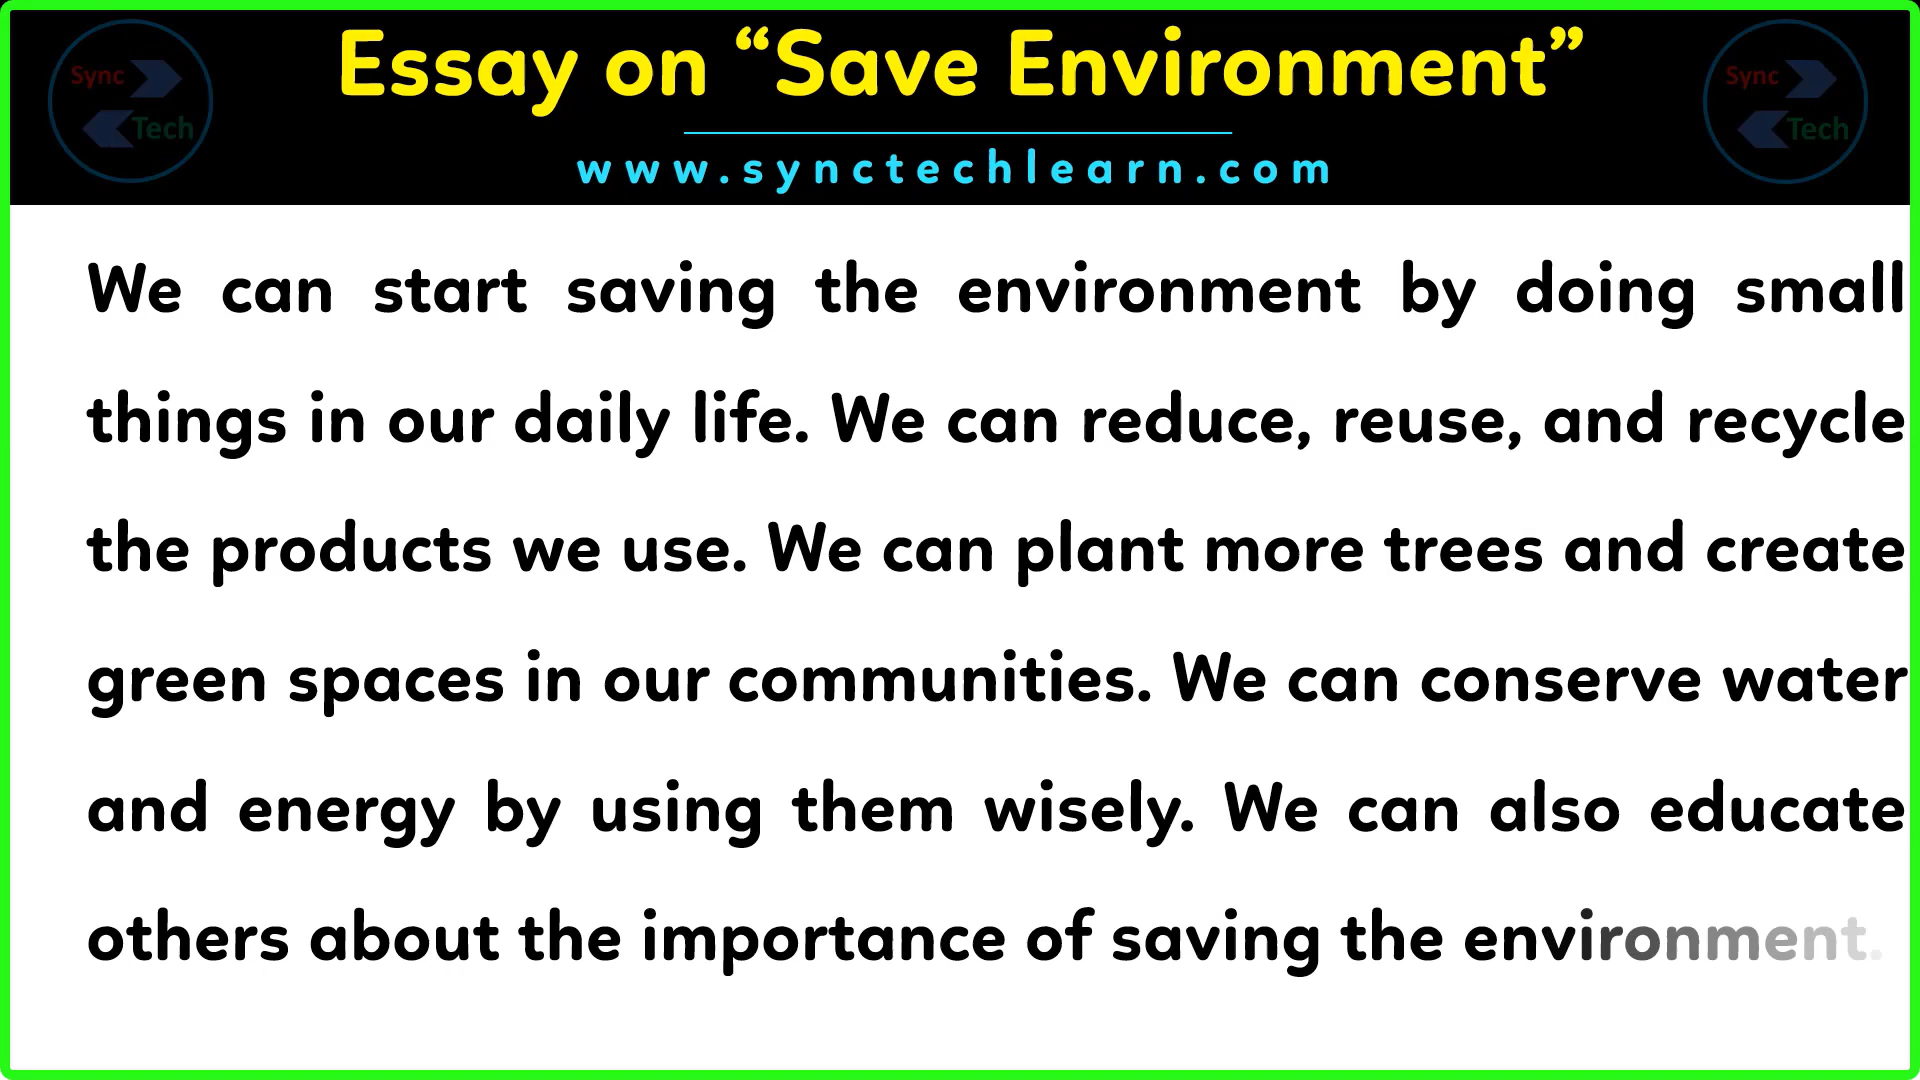 Sync
Tech
Essay on “Save Environment”
www.synctechlearn.com
Sync
Tech
We can start saving the environment by doing small
things in our daily life. We can reduce, reuse, and recycle
the products we use. We can plant more trees and create
green spaces in our communities. We can conserve water
and energy by using them wisely. We can also educate
others about the importance of saving the environment.